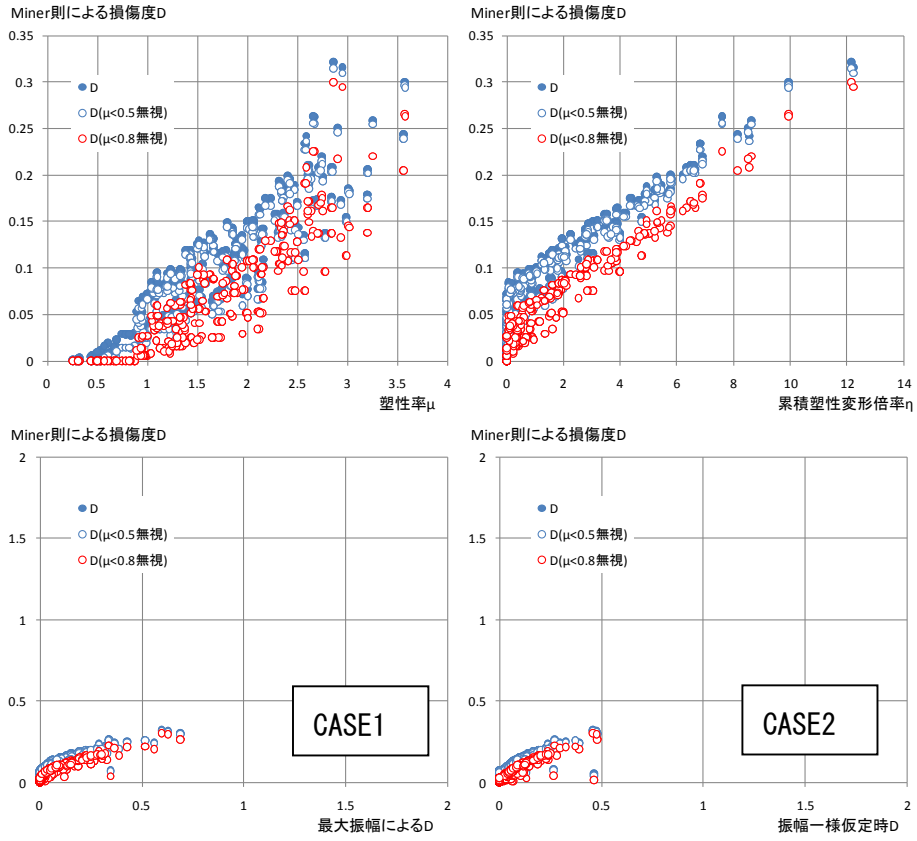 Miner則による損傷度D
0.35
0.3
0.25
0.2
0.15
0.1
0.05
0
D
D(μ<0.5無視)
D(μ<0.8無視)
0 0.5 1 1.5 2 2.5 3 3.5 4
塑性率μ
Miner則による損傷度D
0.35
0.3
0.25
0.2
0.15
0.1
0.05
0
D
D(μ<0.5無視)
D(μ<0.8無視)
0 2 4 6 8 10 12 14
累積塑性変形倍率η
Miner則による損傷度D
2
1.5
1
0.5
0
D
D(μ<0.5無視)
D(μ<0.8無視)
CASE1
0 0.5 1 1.5 2
最大振幅によるD
Miner則による損傷度D
2
1.5
1
0.5
0
D
D(μ<0.5無視)
D(μ<0.8無視)
CASE2
0 0.5 1 1.5 2
振幅一様仮定時D